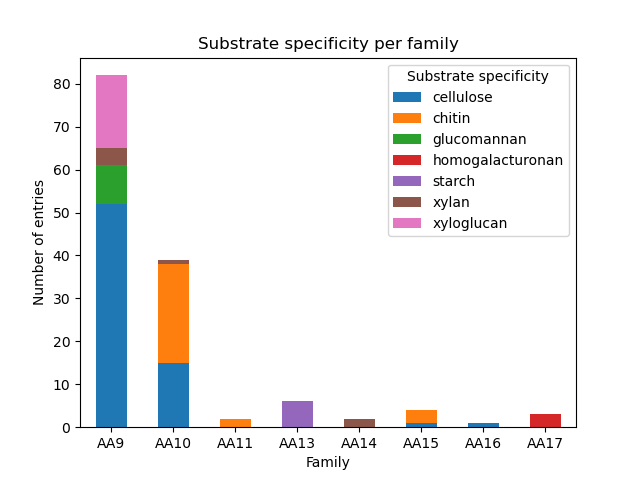 Substrate specificity per family
Substrate specificity
cellulose
chitin
glucomannan
homogalacturonan
starch
xylan
xyloglucan
Number of entries
80
70
60
50
40
30
20
10
0
AA9 AA10 AA11 AA13 AA14 AA15 AA16 AA17
Family